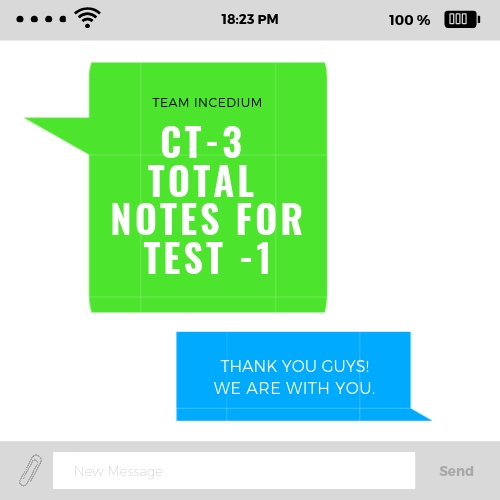 18:23 PM
100 %
TEAM INCEDIUM
CT-3
TOTAL
NOTES FOR
TEST -1
THANK YOU GUYS!
WE ARE WITH YOU.
New Message
Send